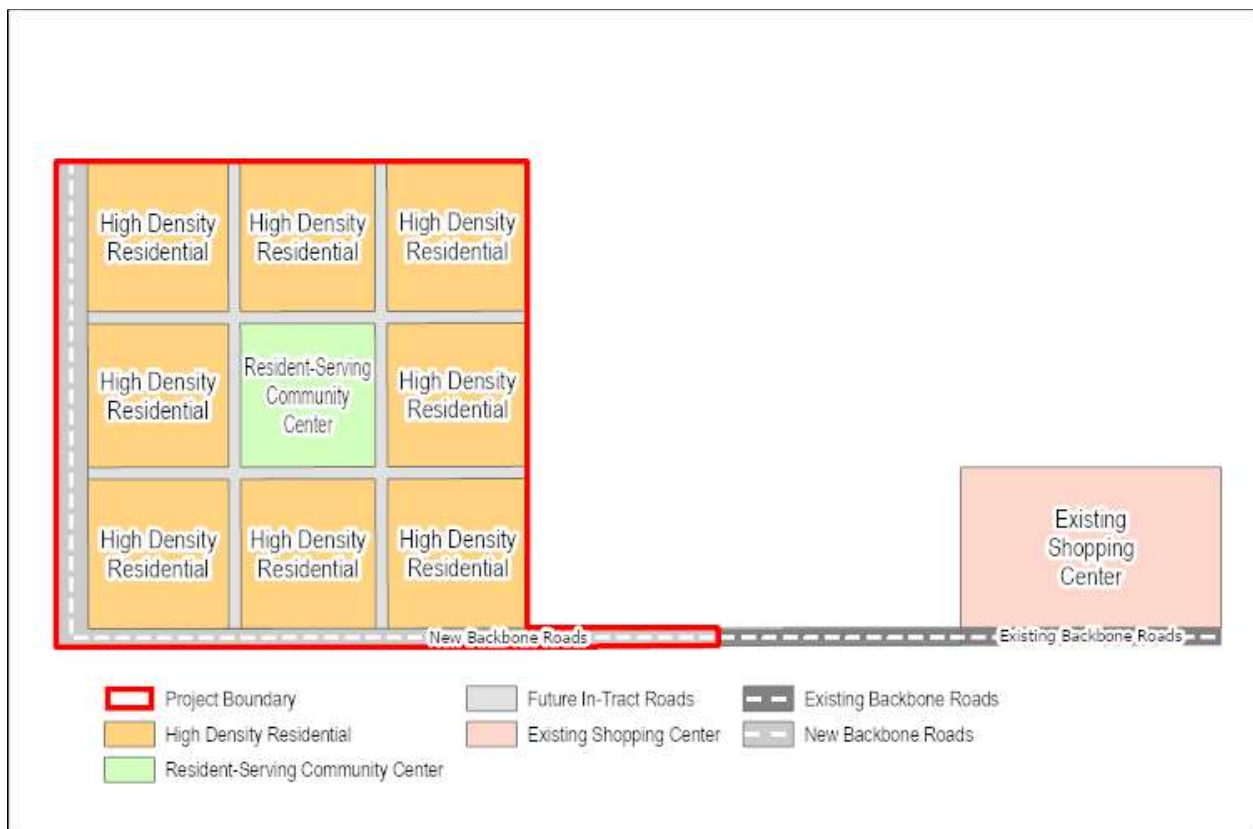 High Density
Residential
High Density
Residential
High Density
Residential
High Density
Residential
Resident-Serving
Community
Center
High Density
Residential
High Density
Residential
High Density
Residential
High Density
Residential
Existing
Shopping
Center
New Backbone Roads
Existing Backbone Roads
Project Boundary
High Density Residential
Resident-Serving Community Center
Future In-Tract Roads
Existing Shopping Center
Existing Backbone Roads
New Backbone Roads